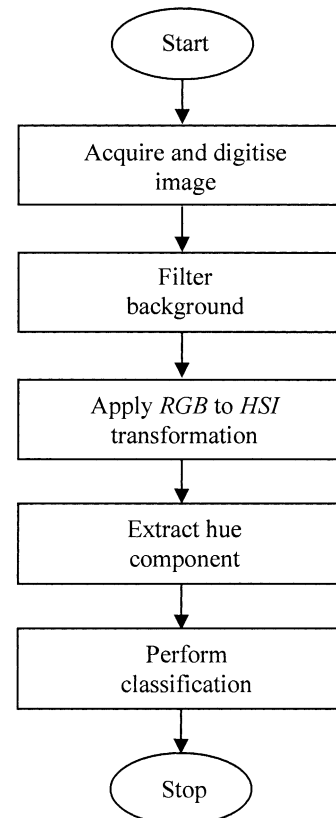 Start
Acquire and digitise
image
Filter
background
Apply RGB to HSI
transformation
Extract hue
component
Perform
classification
Stop